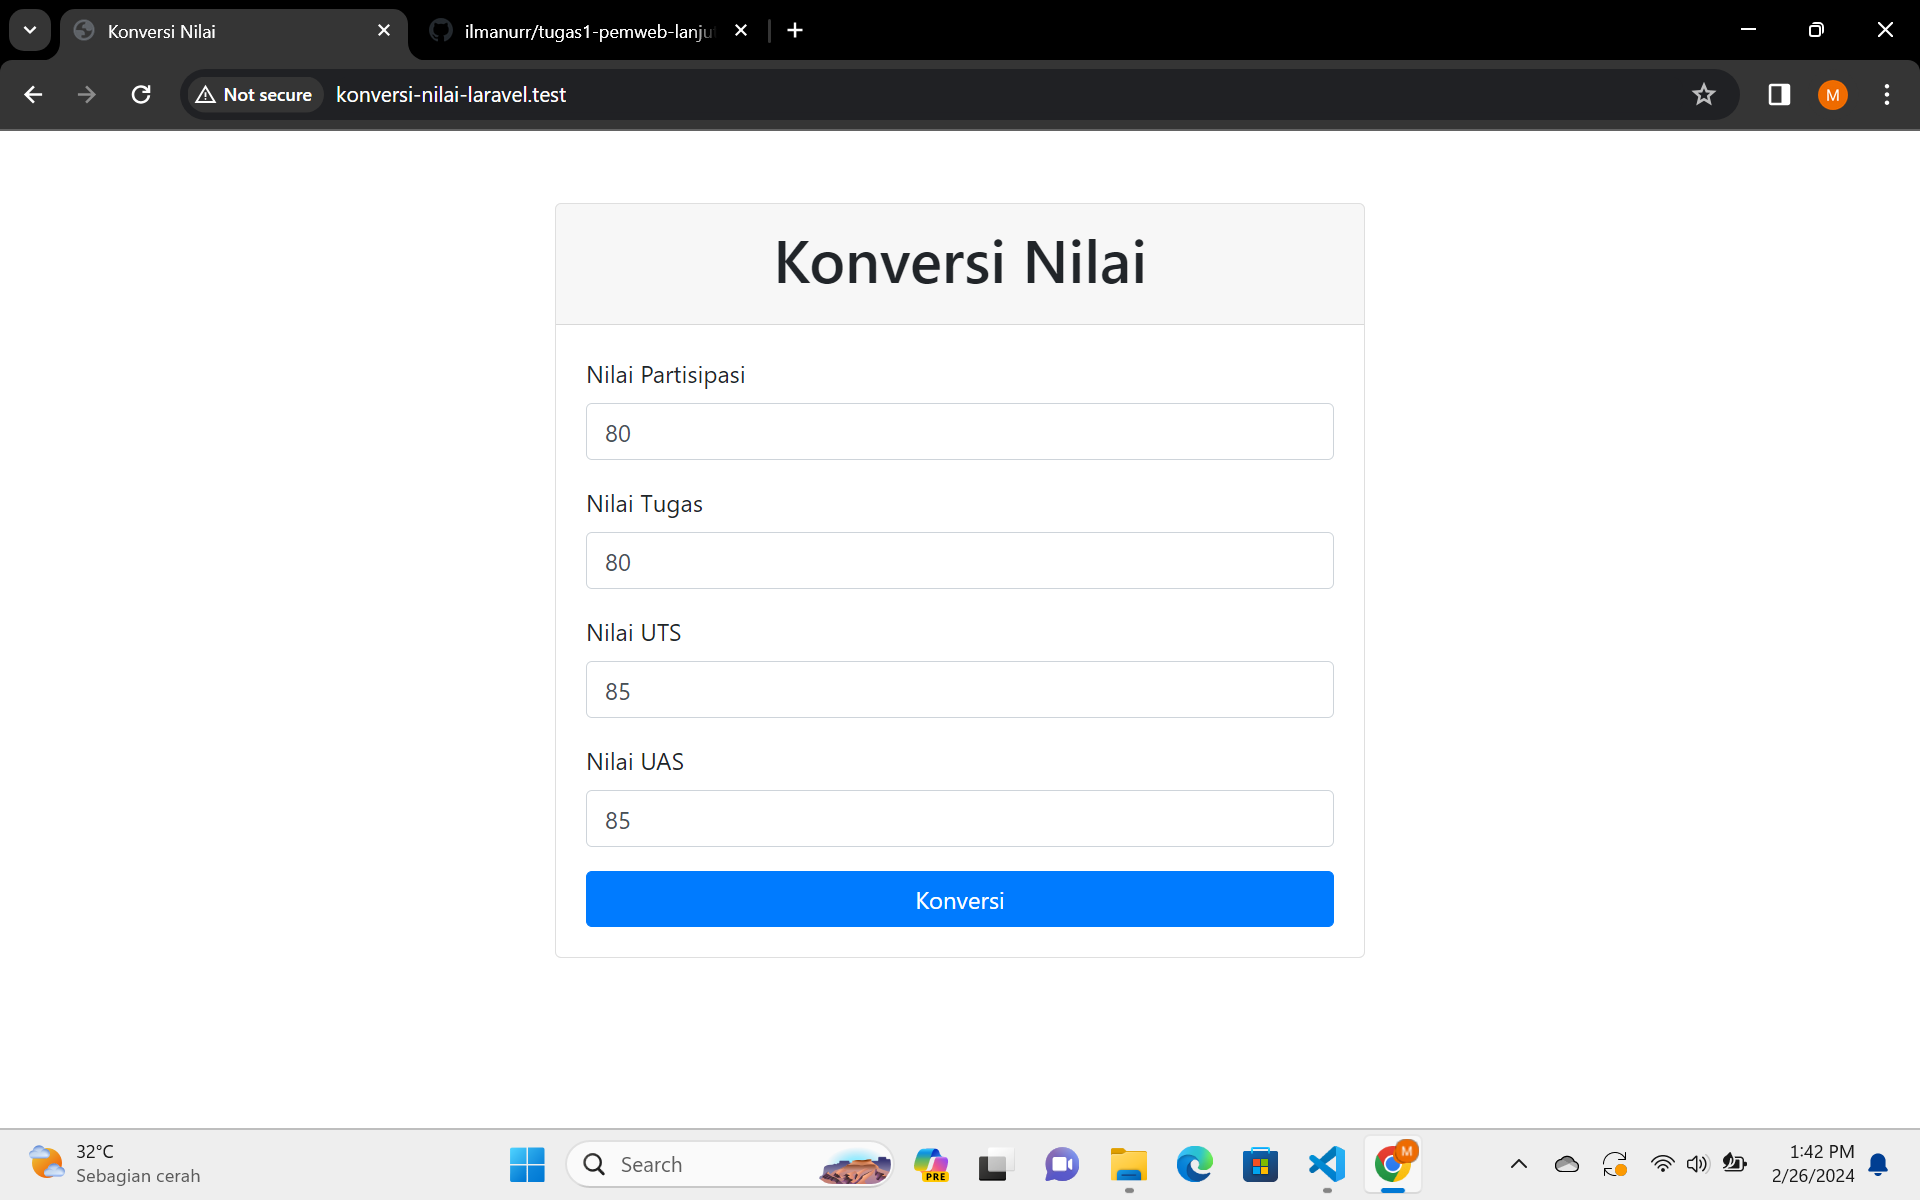 Konversi Nilai
ilmanurr/tugas1-pemweb-lanju
Not secure
konversi-nilai-laravel.test
M
Konversi Nilai
Nilai Partisipasi
80
Nilai Tugas
80
Nilai UTS
85
Nilai UAS
85
Konversi
32°C
Sebagian cerah
Search
PRE
M
1:42 PM
2/26/2024